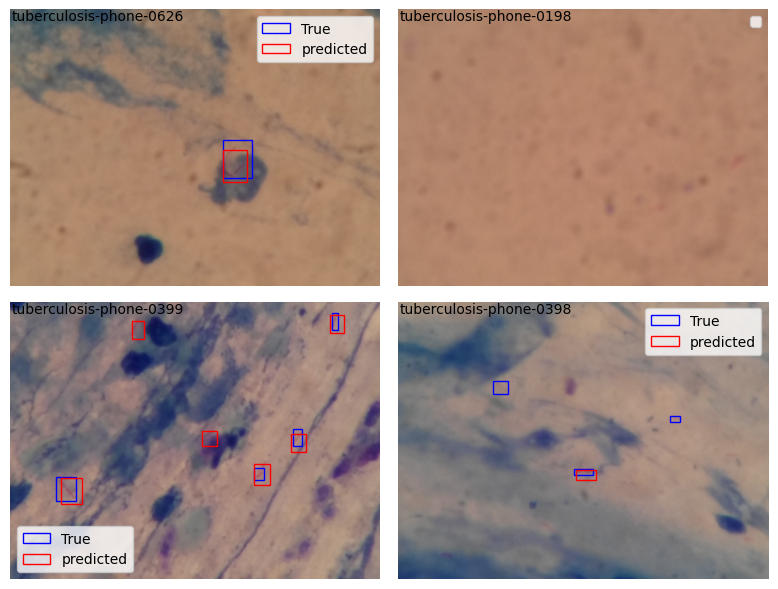 tuberculosis-phone-0626
True
predicted
tuberculosis-phone-0198
tuberculosis-phone-0399
True
predicted
tuberculosis-phone-0398
True
predicted